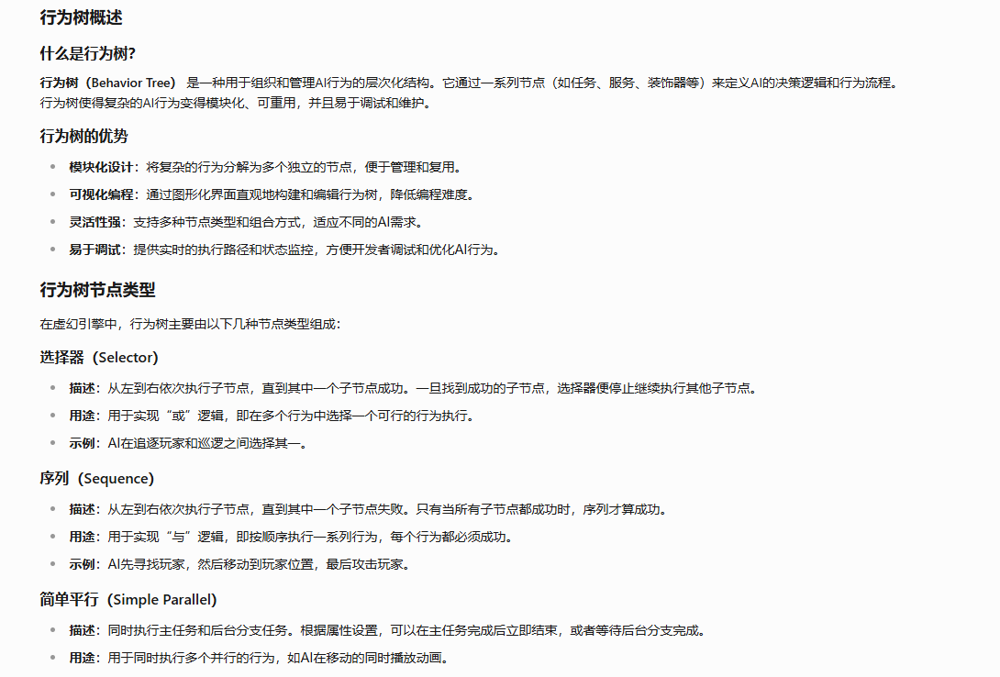 行为树概述
什么是行为树?
行为树（Behavior Tree） 是一种用于组织和管理AI行为的层次化结构。它通过一系列节点（如任务、服务、装饰器等）来定义AI的决策逻辑和行为流程。
行为树使得复杂的AI行为变得模块化、可重用，并且易于调试和维护。
行为树的优势
模块化设计：将复杂的行为分解为多个独立的节点，便于管理和复用。
可视化编程：通过图形化界面直观地构建和编辑行为树，降低编程难度。
灵活性强：支持多种节点类型和组合方式，适应不同的AI需求。
易于调试：提供实时的执行路径和状态监控，方便开发者调试和优化AI行为。
行为树节点类型
在虚幻引擎中，行为树主要由以下几种节点类型组成：
选择器（Selector）
描述：从左到右依次执行子节点，直到其中一个子节点成功。一旦找到成功的子节点，选择器便停止继续执行其他子节点。
用途：用于实现“或”逻辑，即在多个行为中选择一个可行的行为执行。
示例：AI在追逐玩家和巡逻之间选择其一。
序列（Sequence）
描述：从左到右依次执行子节点，直到其中一个子节点失败。只有当所有子节点都成功时，序列才算成功。
用途：用于实现“与”逻辑，即按顺序执行一系列行为，每个行为都必须成功。
示例：AI先寻找玩家，然后移动到玩家位置，最后攻击玩家。
简单平行（Simple Parallel）
描述：同时执行主任务和后台分支任务。根据属性设置，可以在主任务完成后立即结束，或者等待后台分支完成。
用途：用于同时执行多个并行的行为，如AI在移动的同时播放动画。